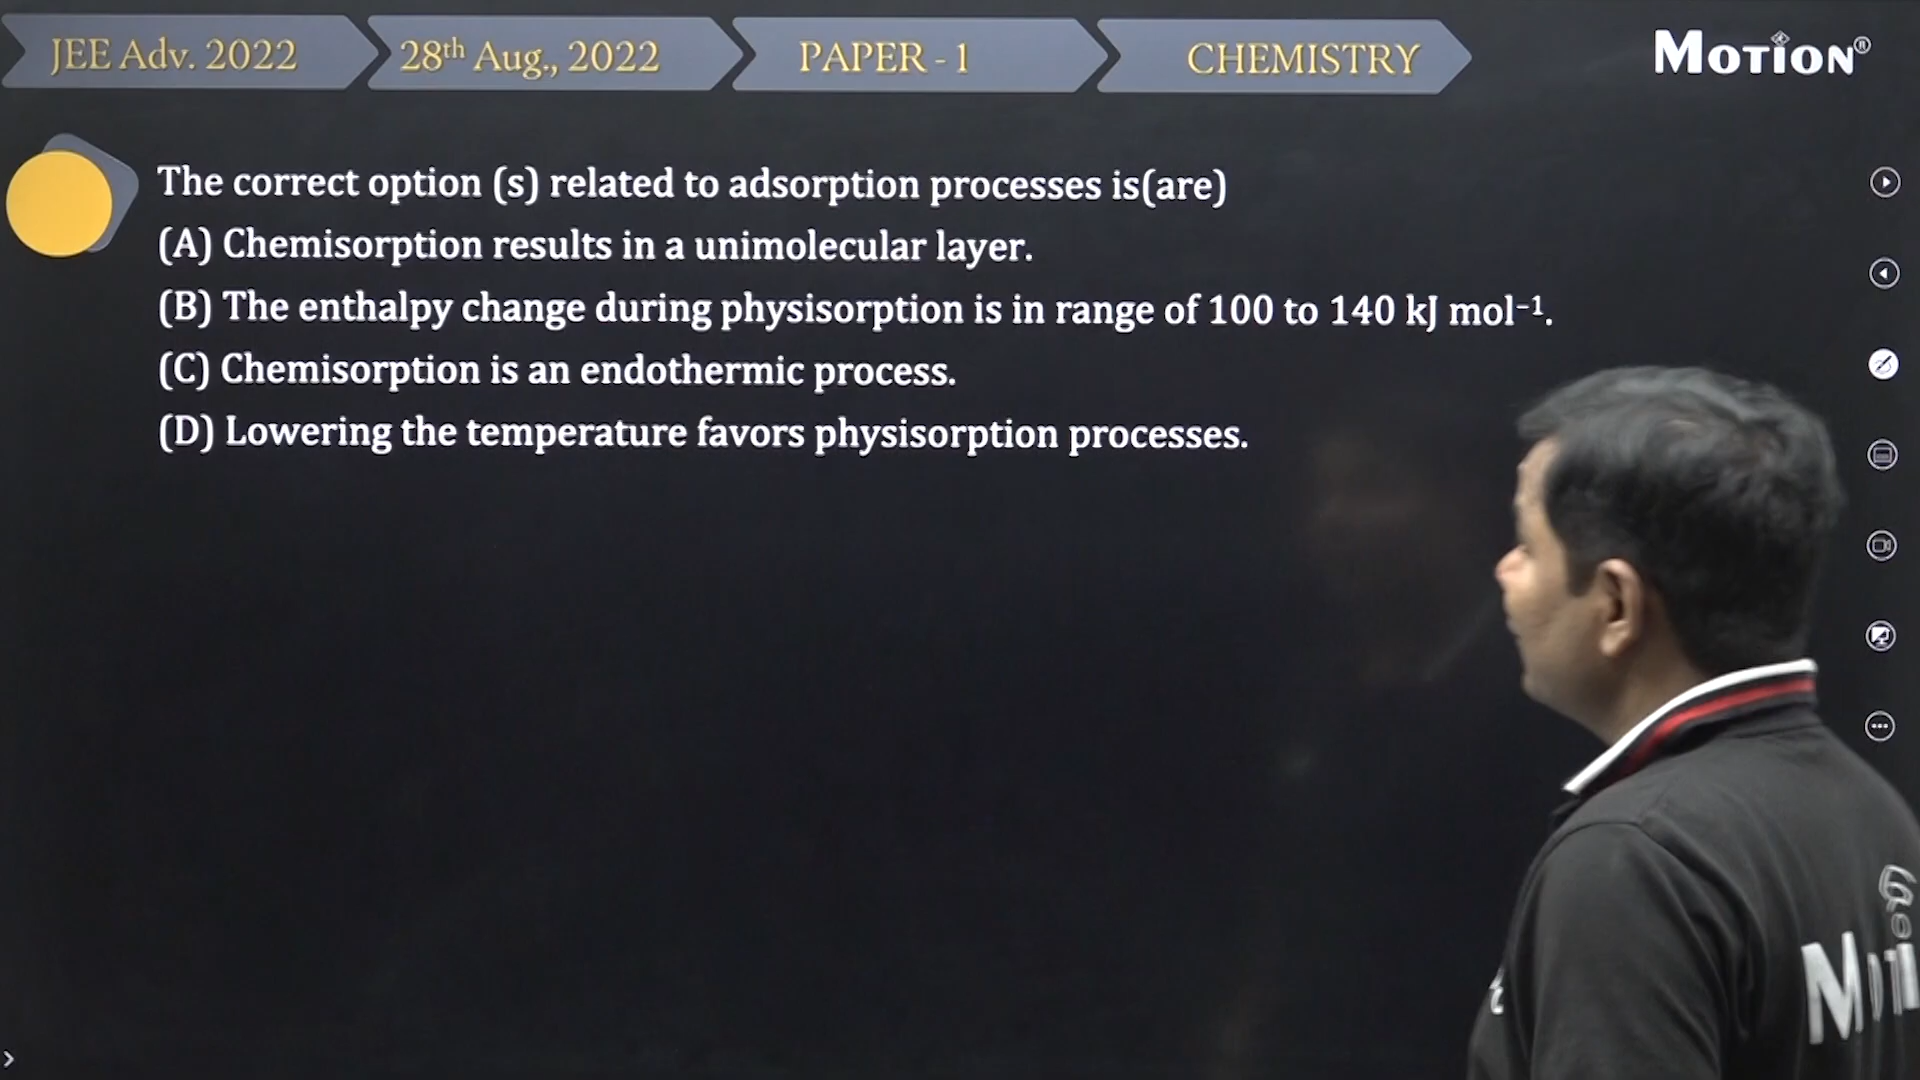 JEE Adv. 2022
28th Aug., 2022
PAPER - 1
CHEMISTRY
MOTION®
The correct option (s) related to adsorption processes is(are)
(A) Chemisorption results in a unimolecular layer.
(B) The enthalpy change during physisorption is in range of 100 to 140 kJ mol⁻¹.
(C) Chemisorption is an endothermic process.
(D) Lowering the temperature favors physisorption processes.